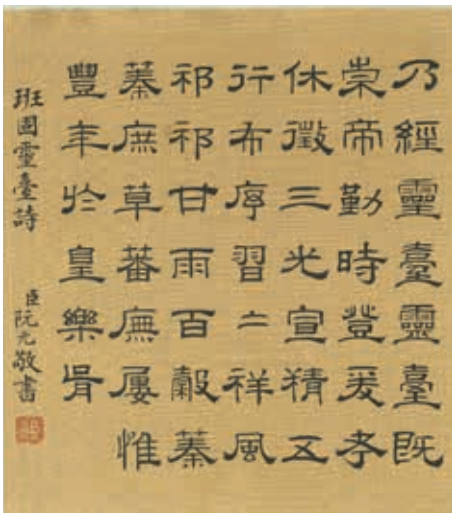 乃經靈臺靈臺既
崇帝勤時登爰考
休徵三光宣精五
行布序習〻祥風
祁祁甘雨百穀蓁
蓁庶草蕃廡屢惟
豐年於皇樂胥
班固靈臺詩
臣阮元敬書